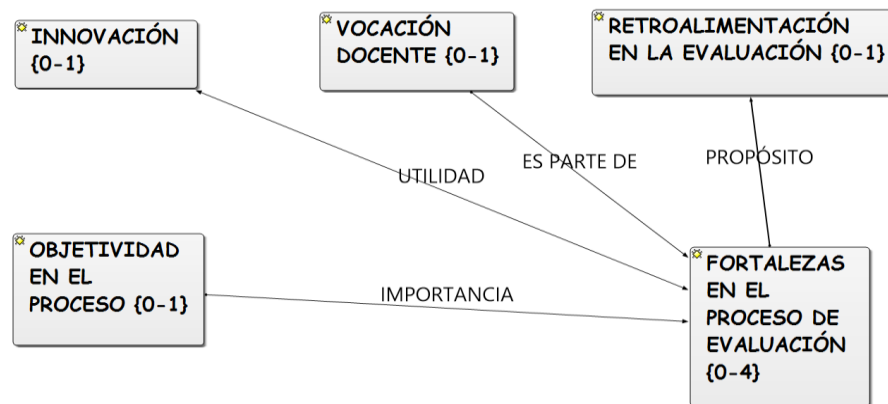 INNOVACIÓN
{0-1}
VOCACIÓN
DOCENTE {0-1}
RETROALIMENTACIÓN
EN LA EVALUACIÓN {0-1}
UTILIDAD
ES PARTE DE
PROPÓSITO
OBJETIVIDAD
EN EL
PROCESO {0-1}
IMPORTANCIA
FORTALEZAS
EN EL
PROCESO DE
EVALUACIÓN
{0-4}